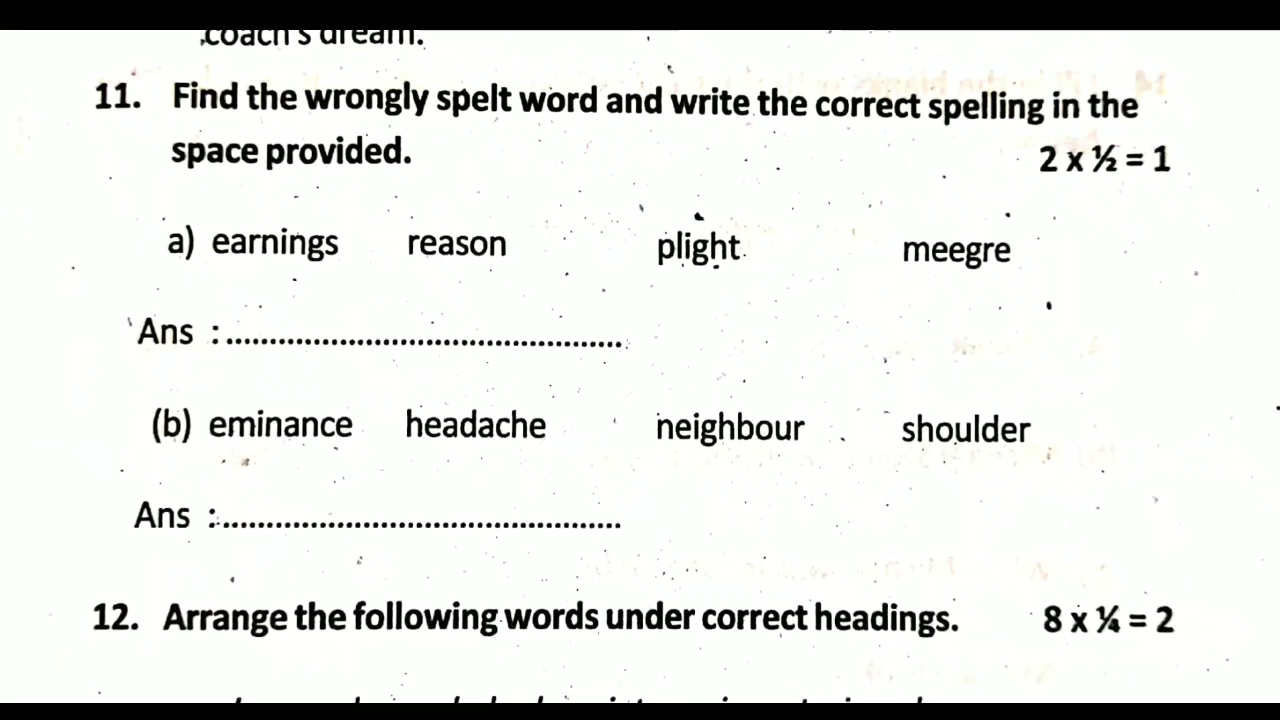 coach's dream.
11. Find the wrongly spelt word and write the correct spelling in the
space provided. 2 x ½ = 1
a) earnings reason plight meegre
Ans :.............................................
(b) eminance headache neighbour shoulder
Ans :.............................................
12. Arrange the following words under correct headings. 8 x ¼ = 2